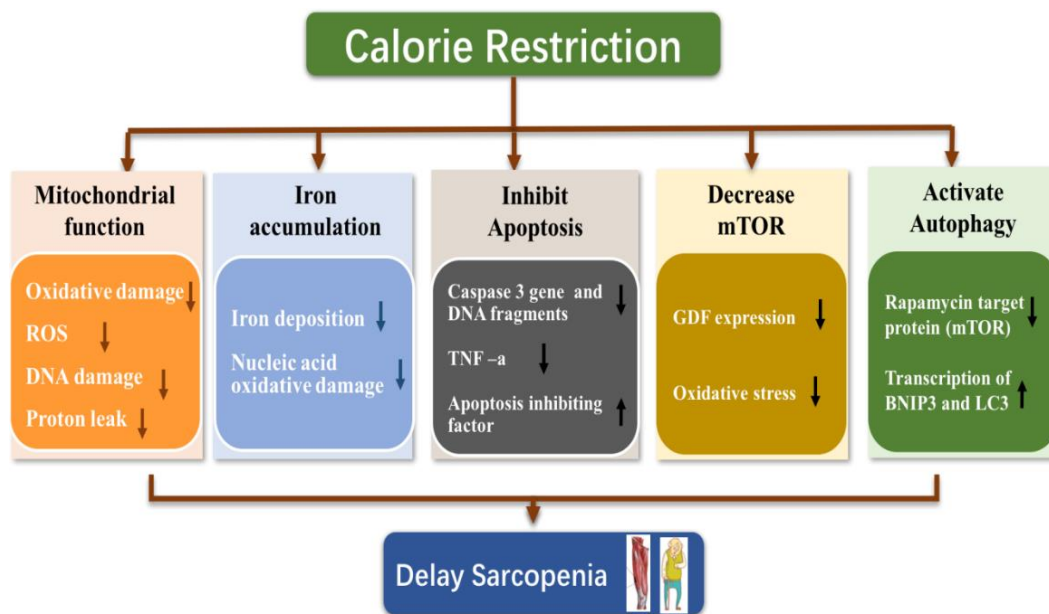 Calorie Restriction
Mitochondrial
function
Oxidative damage
ROS
DNA damage
Proton leak
Iron
accumulation
Iron deposition
Nucleic acid
oxidative damage
Inhibit
Apoptosis
Caspase 3 gene and
DNA fragments
TNF –a
Apoptosis inhibiting
factor
Decrease
mTOR
GDF expression
Oxidative stress
Activate
Autophagy
Rapamycin target
protein (mTOR)
Transcription of
BNIP3 and LC3
Delay Sarcopenia